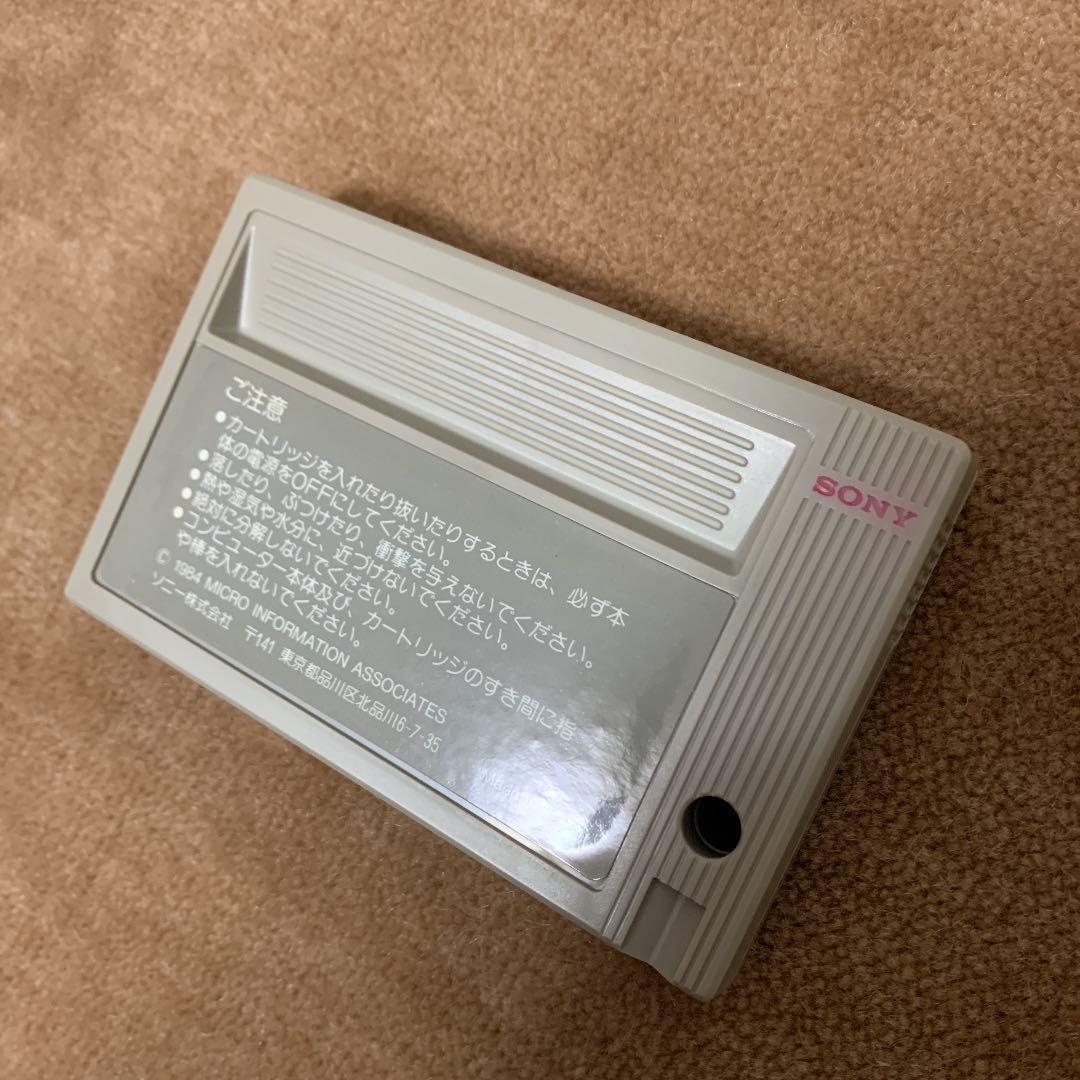 SONY
ご注意
●カートリッジを入れたり抜いたりするときは、必ず本
体の電源をOFFにしてください。
●落したり、ぶつけたり、衝撃を与えないでください。
●熱や湿気や水分に、近づけないでください。
●絶対に分解しないでください。
●コンピューター本体及び、カートリッジのすき間に指
や棒を入れないでください。
© 1984 MICRO INFORMATION ASSOCIATES
ソニー株式会社 〒141 東京都品川区北品川6-7-35